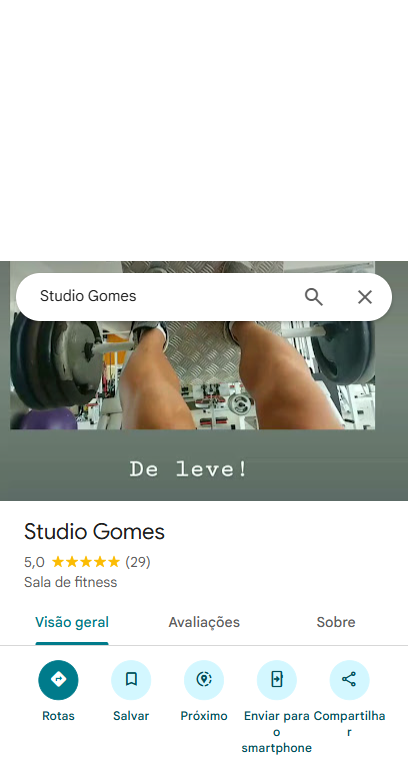 Studio Gomes
De leve!
Studio Gomes
5,0 (29)
Sala de fitness
Visão geral Avaliações Sobre
Rotas Salvar Próximo Enviar para o smartphone Compartilhar